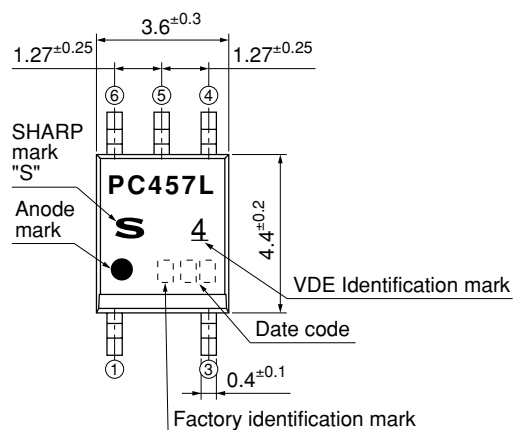 3.6±0.3
1.27±0.25
1.27±0.25
⑥
⑤
④
SHARP
mark
"S"
PC457L
S
Anode
mark
4
4.4±0.2
VDE Identification mark
Date code
①
③
0.4±0.1
Factory identification mark